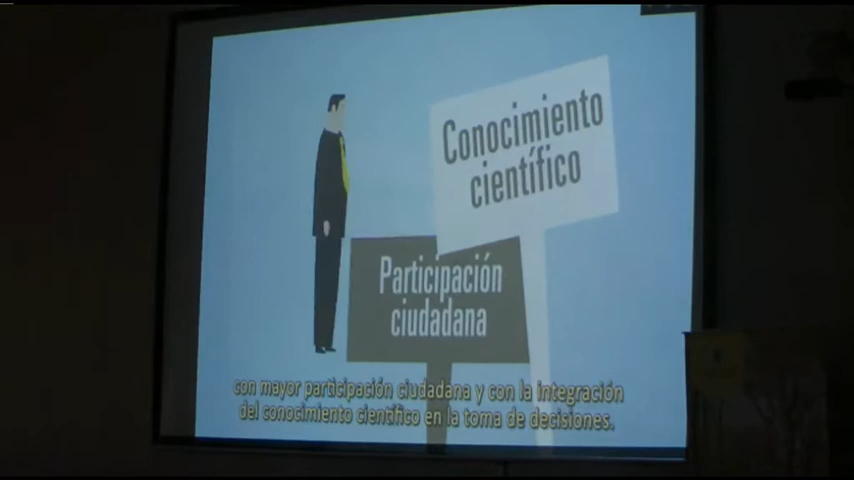 Conocimiento
científico
Participación
ciudadana
con mayor participación ciudadana y con la integración
del conocimiento científico en la toma de decisiones.